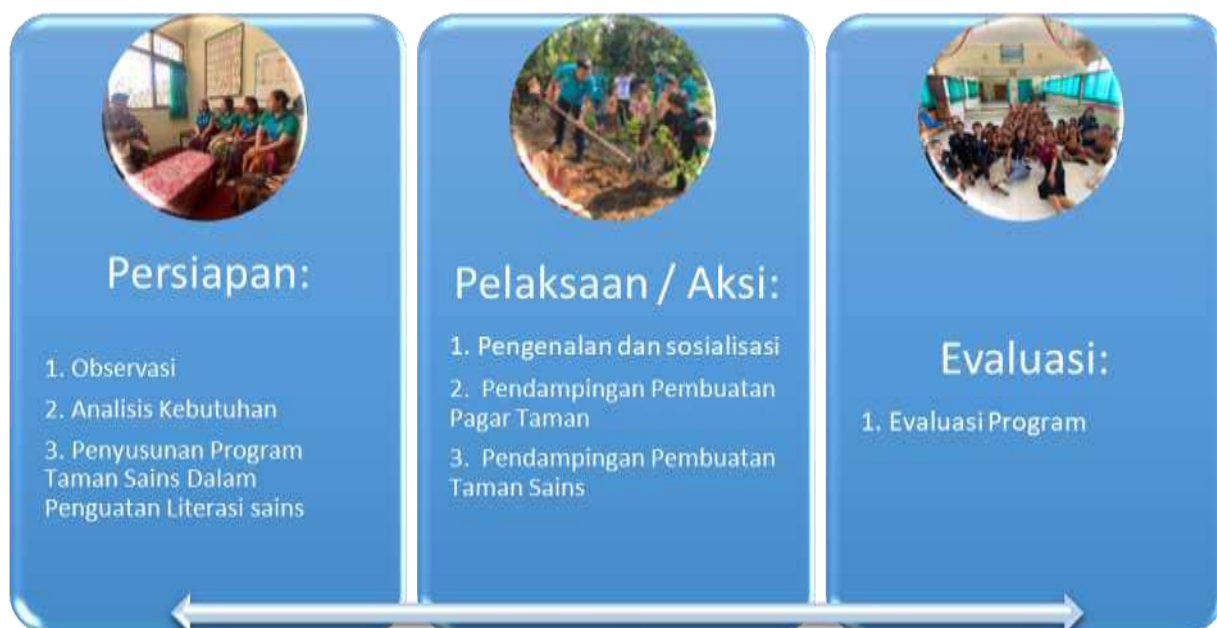 Persiapan:
1. Observasi
2. Analisis Kebutuhan
3. Penyusunan Program
Taman Sains Dalam
Penguatan Literasi sains
Pelaksaan / Aksi:
1. Pengenalan dan sosialisasi
2. Pendampingan Pembuatan
Pagar Taman
3. Pendampingan Pembuatan
Taman Sains
Evaluasi:
1. Evaluasi Program